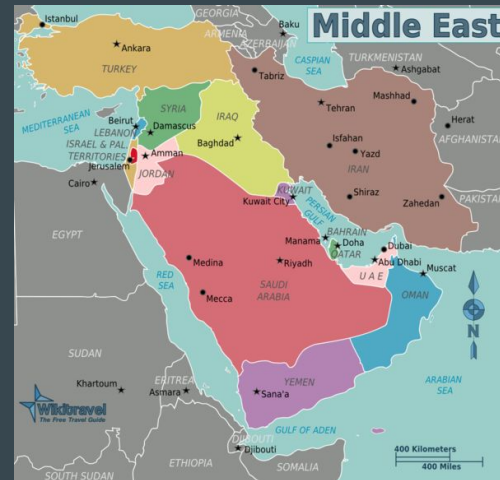 Middle East
GEORGIA
Istanbul
Baku
ARMENIA
AZERBAIJAN
TURKMENISTAN
Ankara
CASPIAN
SEA
Ashgabat
TURKEY
Tabriz
Mashhad
Tehran
MEDITERRANEAN
SEA
SYRIA
IRAQ
Beirut
LEBANON
Damascus
Herat
ISRAEL & PAL.
TERRITORIES
Baghdad
Isfahan
AFGHANISTAN
Amman
Yazd
Jerusalem
IRAN
JORDAN
Cairo
KUWAIT
Shiraz
Zahedan
PAKISTAN
Kuwait City
PERSIAN
GULF
EGYPT
BAHRAIN
Manama
Doha
Dubai
QATAR
Medina
Riyadh
Abu Dhabi
Muscat
RED
SEA
U A E
SAUDI
ARABIA
OMAN
Mecca
N
SUDAN
YEMEN
ARABIAN
SEA
Khartoum
ERITREA
Asmara
Sana'a
Wikitravel
The Free Travel Guide
GULF OF ADEN
DJIBOUTI
Djibouti
400 Kilometers
400 Miles
ETHIOPIA
SOMALIA
SOUTH SUDAN